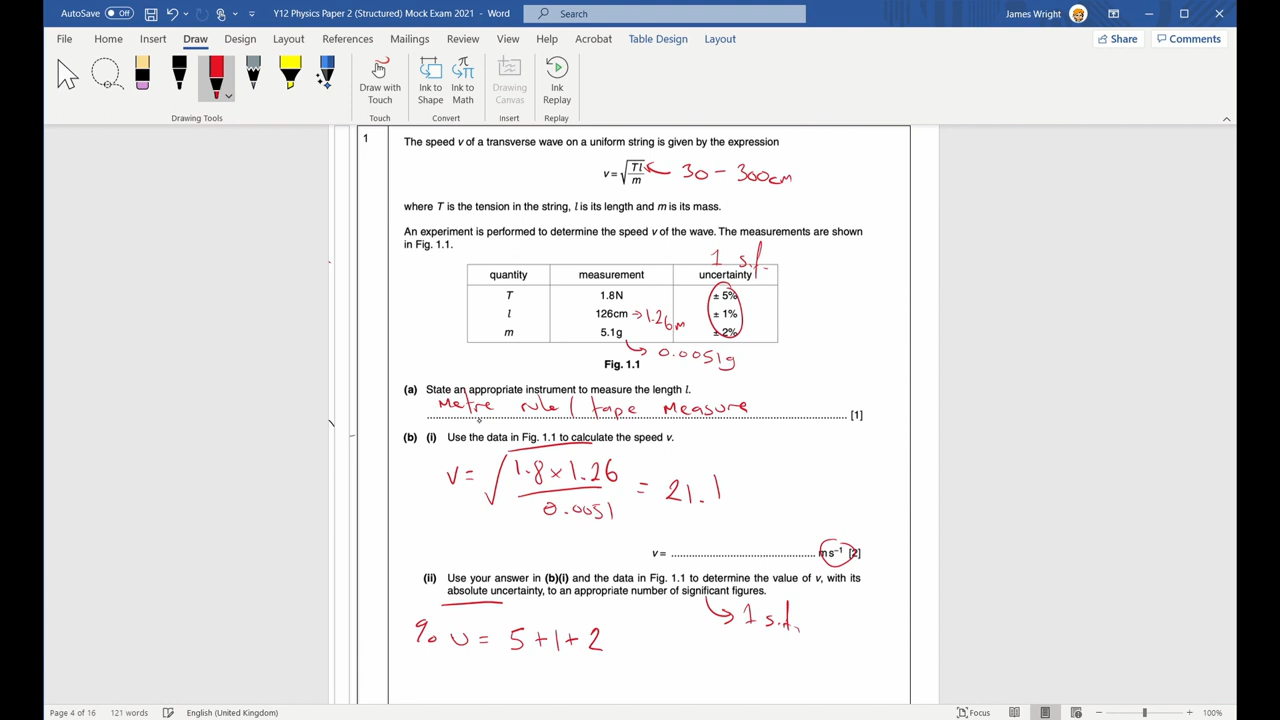 AutoSave Off Y12 Physics Paper 2 (Structured) Mock Exam 2021 - Word Search James Wright
File Home Insert Draw Design Layout References Mailings Review View Help Acrobat Table Design Layout Share Comments
Draw with Touch
Ink to Shape
Ink to Math
Drawing Canvas
Ink Replay
Drawing Tools Touch Convert Insert Replay
1 The speed v of a transverse wave on a uniform string is given by the expression
v = √(Tl/m) 30 - 300cm
where T is the tension in the string, l is its length and m is its mass.
An experiment is performed to determine the speed v of the wave. The measurements are shown
in Fig. 1.1.
1 s.f.
quantity measurement uncertainty
T 1.8N ± 5%
l 126cm → 1.26m ± 1%
m 5.1g ± 2%
0.0051g
Fig. 1.1
(a) State an appropriate instrument to measure the length l.
Metre rule / tape measure
[1]
(b) (i) Use the data in Fig. 1.1 to calculate the speed v.
v = √(1.8 × 1.26 / 0.0051) = 21.1
v = ................................................ m s⁻¹ [2]
(ii) Use your answer in (b)(i) and the data in Fig. 1.1 to determine the value of v, with its
absolute uncertainty, to an appropriate number of significant figures.
→ 1 s.f.
% u = 5 + 1 + 2
Page 4 of 16 121 words English (United Kingdom) Focus 100%